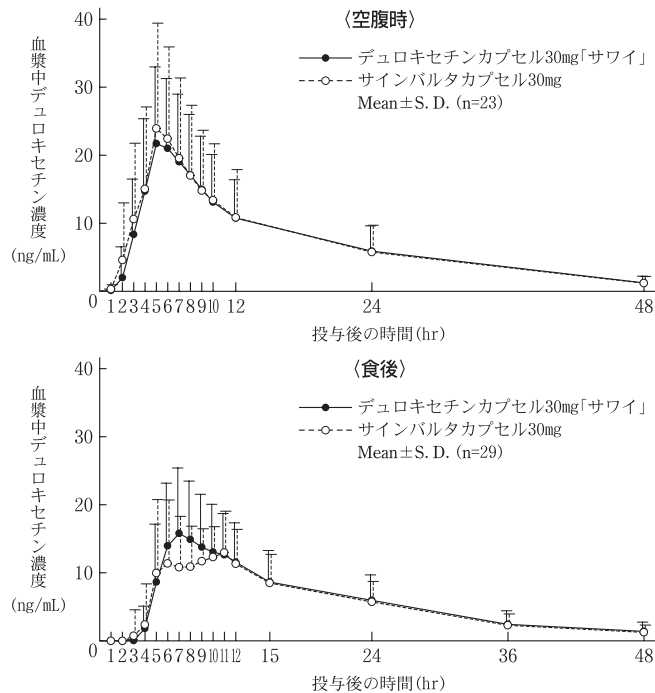 〈空腹時〉
デュロキセチンカプセル30mg「サワイ」
サインバルタカプセル30mg
Mean±S.D.(n=23)
血漿中デュロキセチン濃度
(ng/mL)
40
30
20
10
0
1 2 3 4 5 6 7 8 9 10 12 24 48
投与後の時間(hr)
〈食後〉
デュロキセチンカプセル30mg「サワイ」
サインバルタカプセル30mg
Mean±S.D.(n=29)
血漿中デュロキセチン濃度
(ng/mL)
40
30
20
10
0
1 2 3 4 5 6 7 8 9 10 11 12 15 24 36 48
投与後の時間(hr)